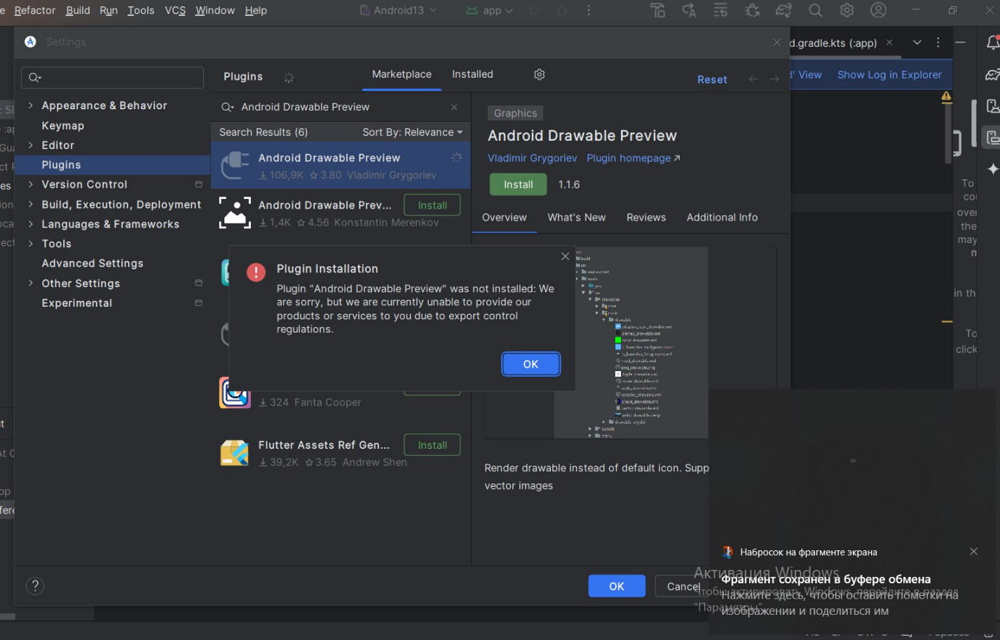 e Refactor Build Run Tools VCS Window Help Android13 app
Settings
d.gradle.kts (:app)
d' View Show Log in Explorer
Plugins Marketplace Installed Reset
Appearance & Behavior
Keymap
Editor
Plugins
Version Control
Build, Execution, Deployment
Languages & Frameworks
Tools
Advanced Settings
Other Settings
Experimental
Android Drawable Preview
Search Results (6) Sort By: Relevance
Android Drawable Preview
106,9K 3.80 Vladimir Grygoriev
Android Drawable Prev... Install
1,4K 4.56 Konstantin Merenkov
324 Fanta Cooper
Flutter Assets Ref Gen... Install
39,2K 3.65 Andrew Shen
Graphics
Android Drawable Preview
Vladimir Grygoriev Plugin homepage
Install 1.1.6
Overview What's New Reviews Additional Info
Plugin Installation
Plugin "Android Drawable Preview" was not installed: We
are sorry, but we are currently unable to provide our
products or services to you due to export control
regulations.
OK
Render drawable instead of default icon. Supp
vector images
To
over
the
may
in th
To
click
? OK Cancel
Активация Windows
Чтобы активировать Windows, перейдите в раздел
"Параметры"
Набросок на фрагменте экрана
Фрагмент сохранен в буфере обмена
Нажмите здесь, чтобы оставить пометки на
изображении и поделиться им